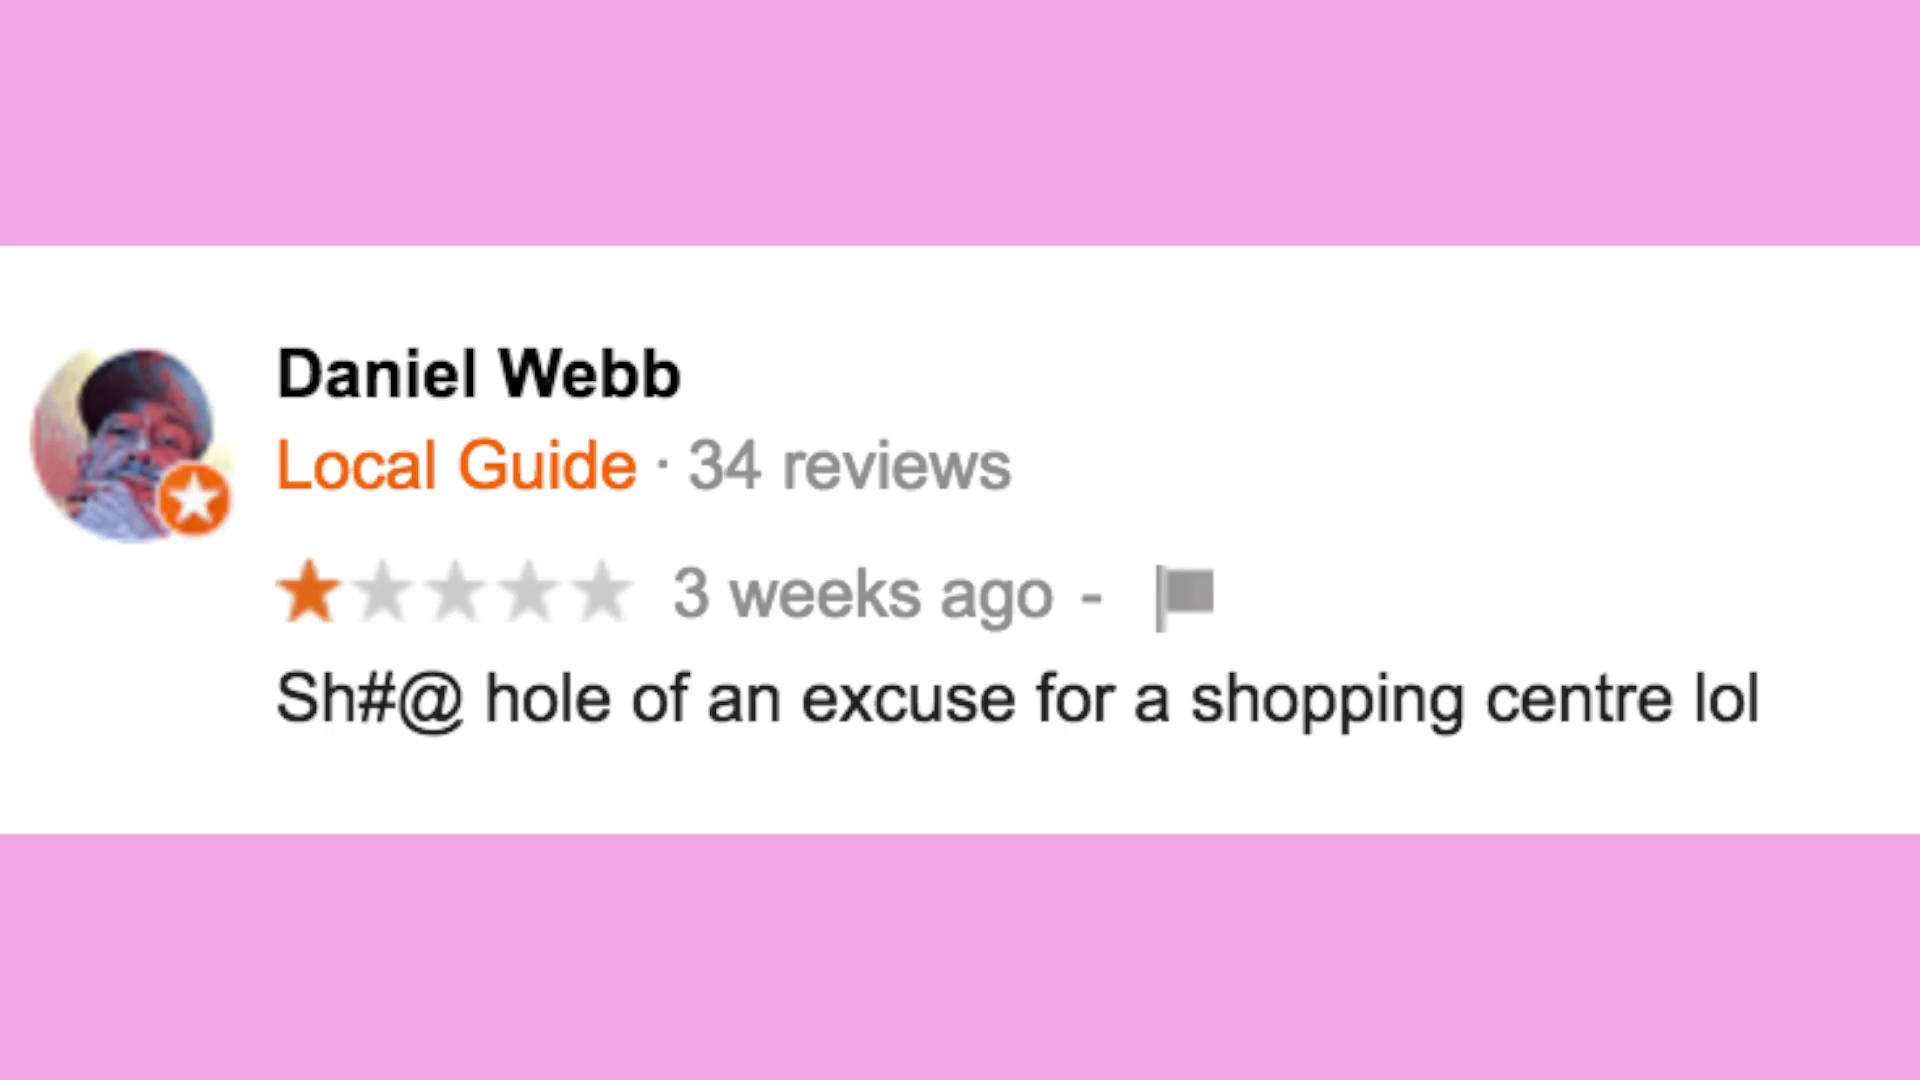 Daniel Webb
Local Guide · 34 reviews
3 weeks ago -
Sh#@ hole of an excuse for a shopping centre lol